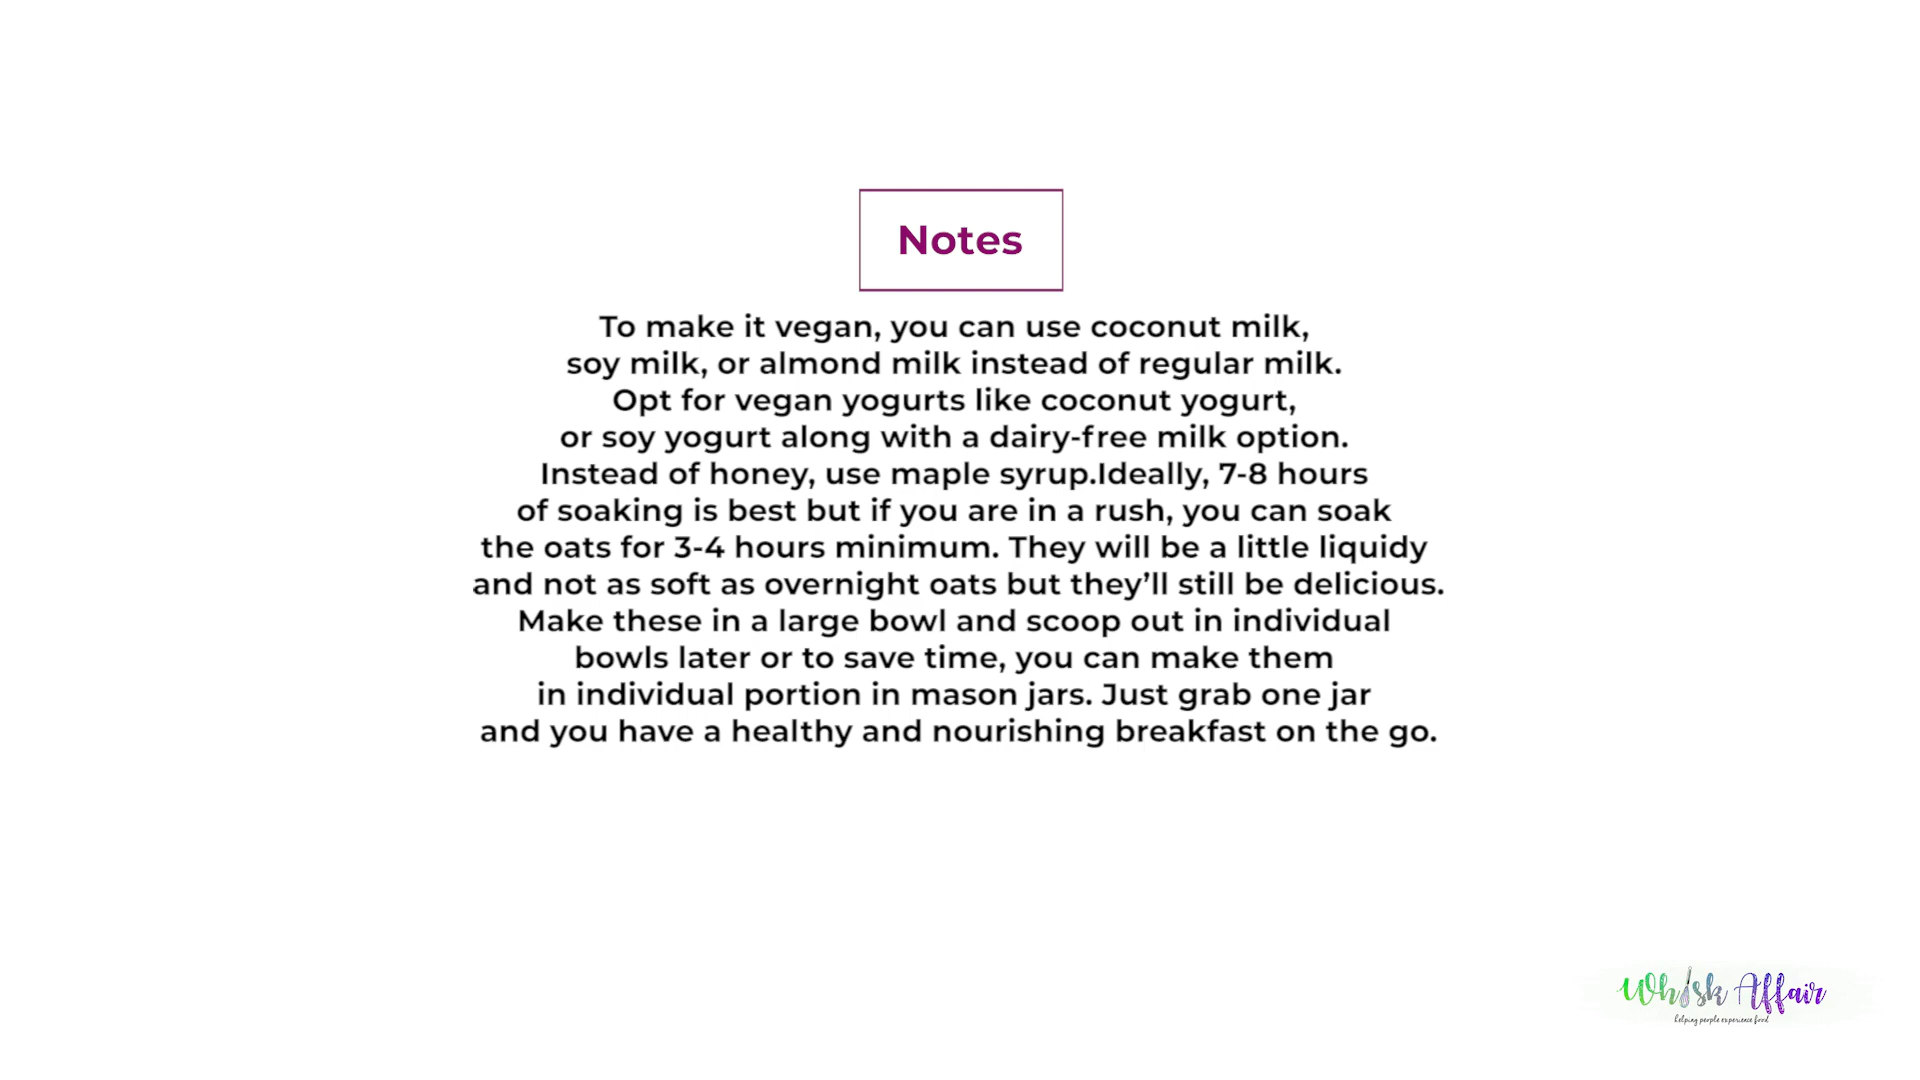 Notes
To make it vegan, you can use coconut milk,
soy milk, or almond milk instead of regular milk.
Opt for vegan yogurts like coconut yogurt,
or soy yogurt along with a dairy-free milk option.
Instead of honey, use maple syrup.Ideally, 7-8 hours
of soaking is best but if you are in a rush, you can soak
the oats for 3-4 hours minimum. They will be a little liquidy
and not as soft as overnight oats but they’ll still be delicious.
Make these in a large bowl and scoop out in individual
bowls later or to save time, you can make them
in individual portion in mason jars. Just grab one jar
and you have a healthy and nourishing breakfast on the go.
Whisk Affair
helping people experience food